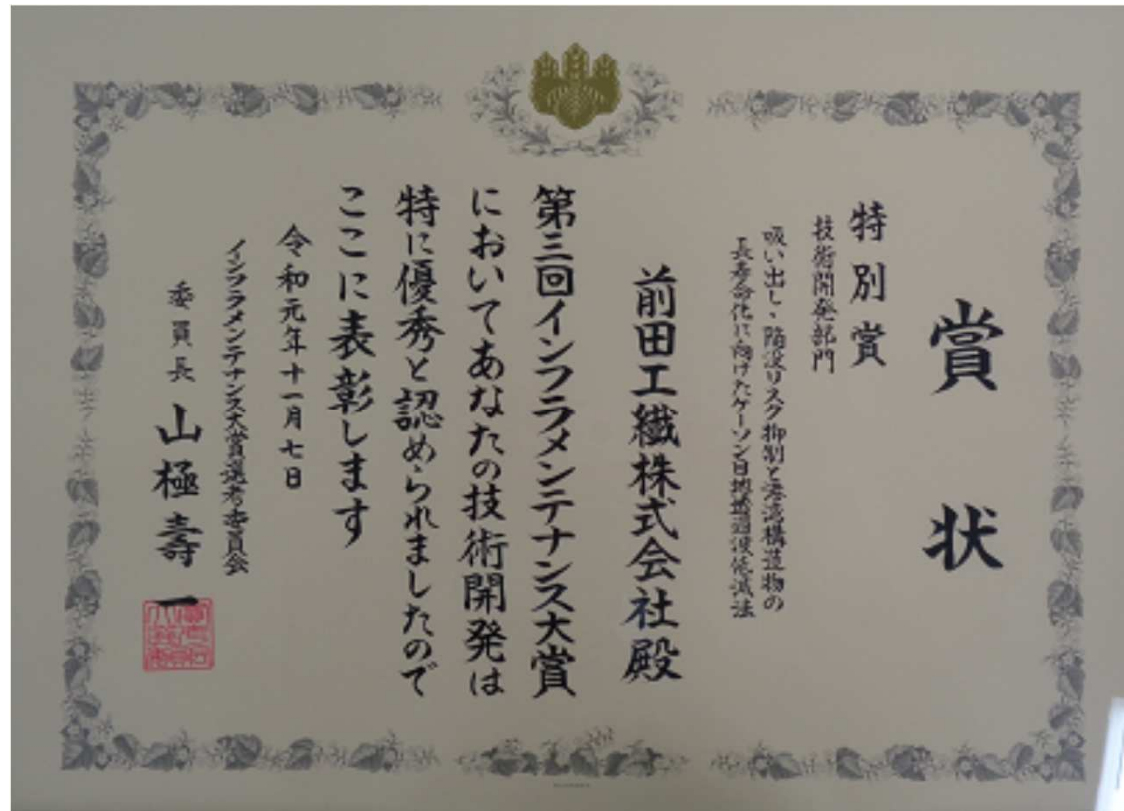 賞状
特別賞
技術開発部門
吸い出し・陥没リスク抑制と港湾構造物の
長寿命化に向けたケーソン目地透過波低減法
前田工繊株式会社殿
第三回インフラメンテナンス大賞
においてあなたの技術開発は
特に優秀と認められましたので
ここに表彰します
令和元年十一月七日
インフラメンテナンス大賞選考委員会
委員長 山極壽一